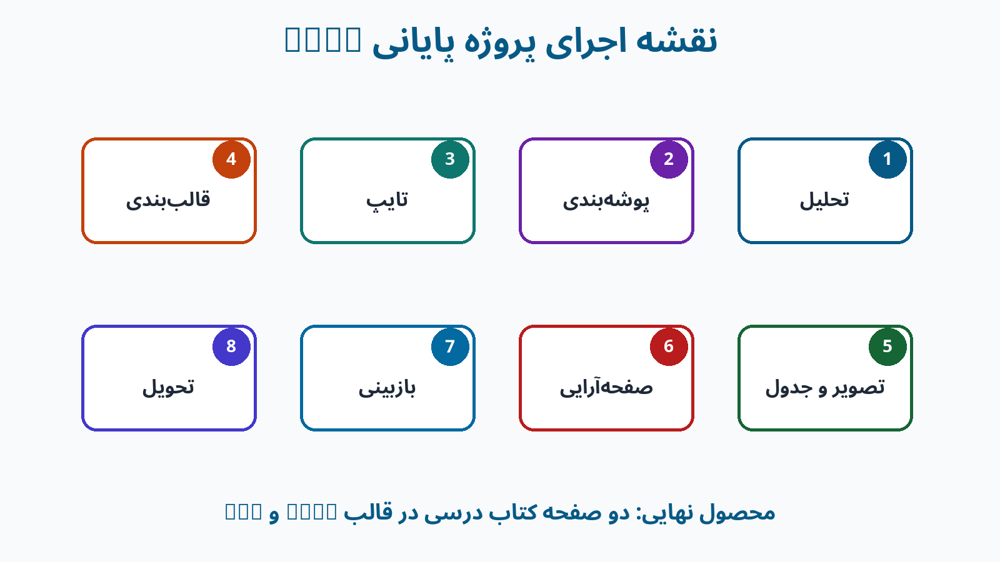 نقشه اجرای پروژه پایانی
1
تحلیل
2
پوشه‌بندی
3
تایپ
4
قالب‌بندی
5
تصویر و جدول
6
صفحه‌آرایی
7
بازبینی
8
تحویل
محصول نهایی: دو صفحه کتاب درسی در قالب و